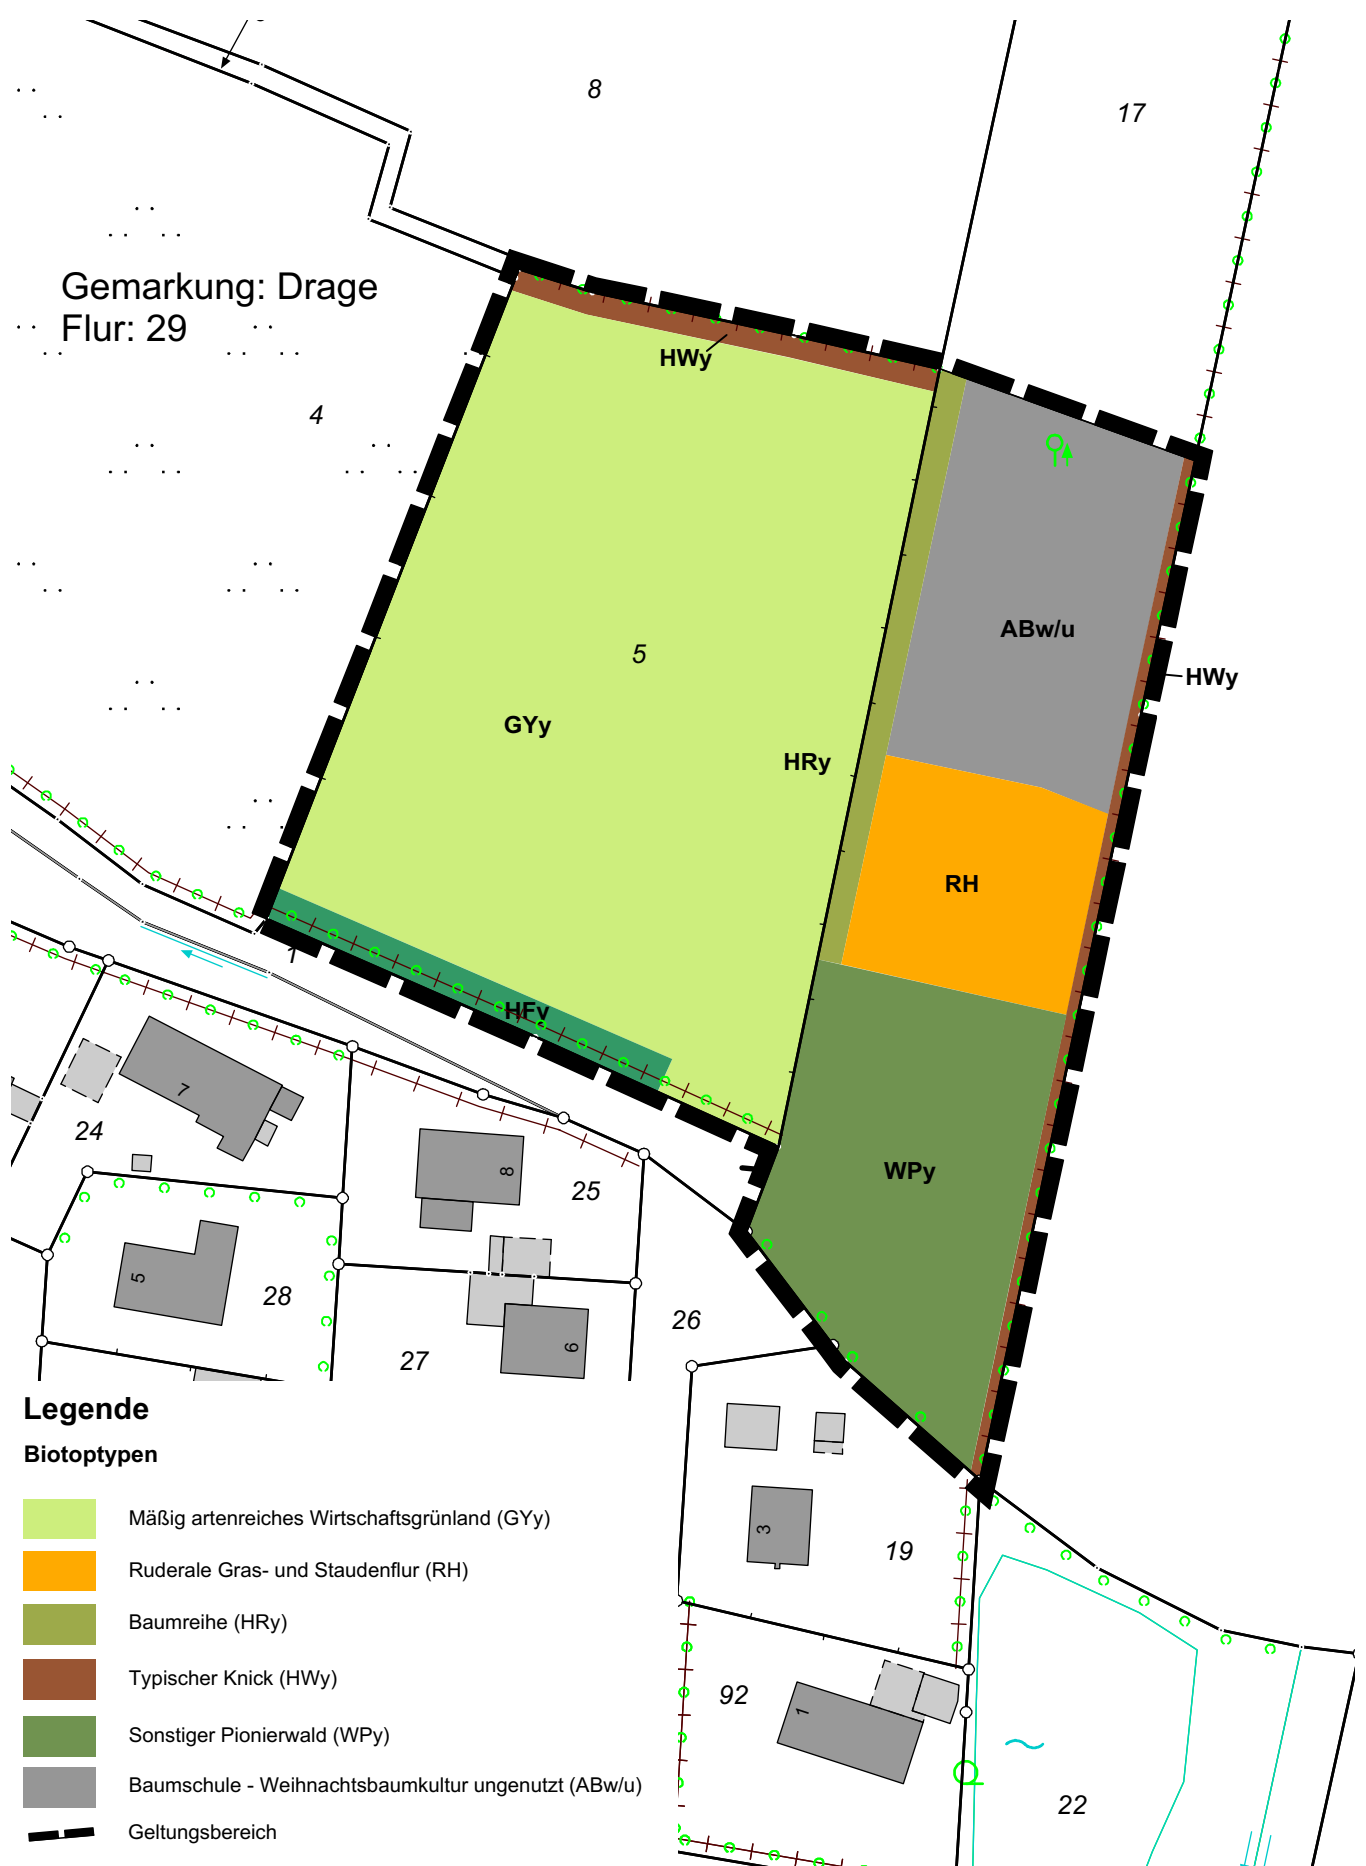 8
17
Gemarkung: Drage
Flur: 29
HWy
4
ABw/u
5
HWy
GYy
HRy
RH
1
HFy
7
24
8
25
WPy
5
28
26
27
6
Legende
Biotoptypen
Mäßig artenreiches Wirtschaftsgrünland (GYy)
3
19
Ruderale Gras- und Staudenflur (RH)
Baumreihe (HRy)
Typischer Knick (HWy)
92
1
Sonstiger Pionierwald (WPy)
Baumschule - Weihnachtsbaumkultur ungenutzt (ABw/u)
22
Geltungsbereich